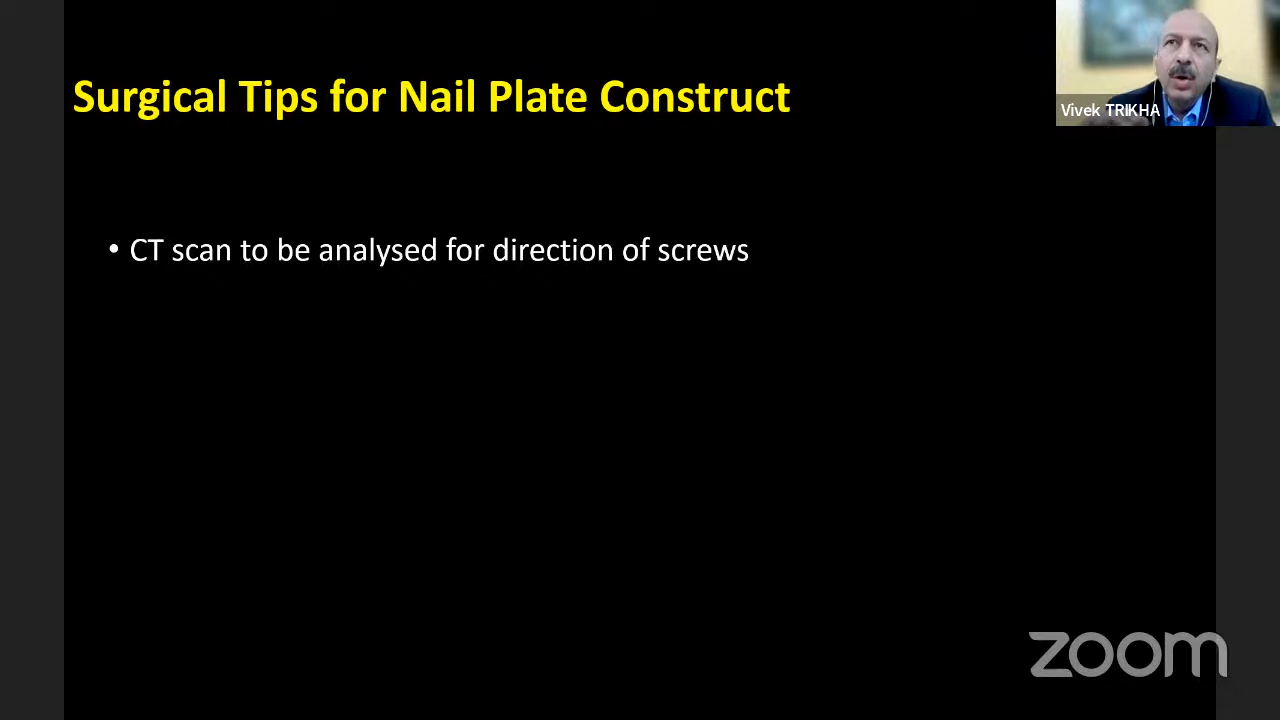 Surgical Tips for Nail Plate Construct
Vivek TRIKHA
• CT scan to be analysed for direction of screws
zoom